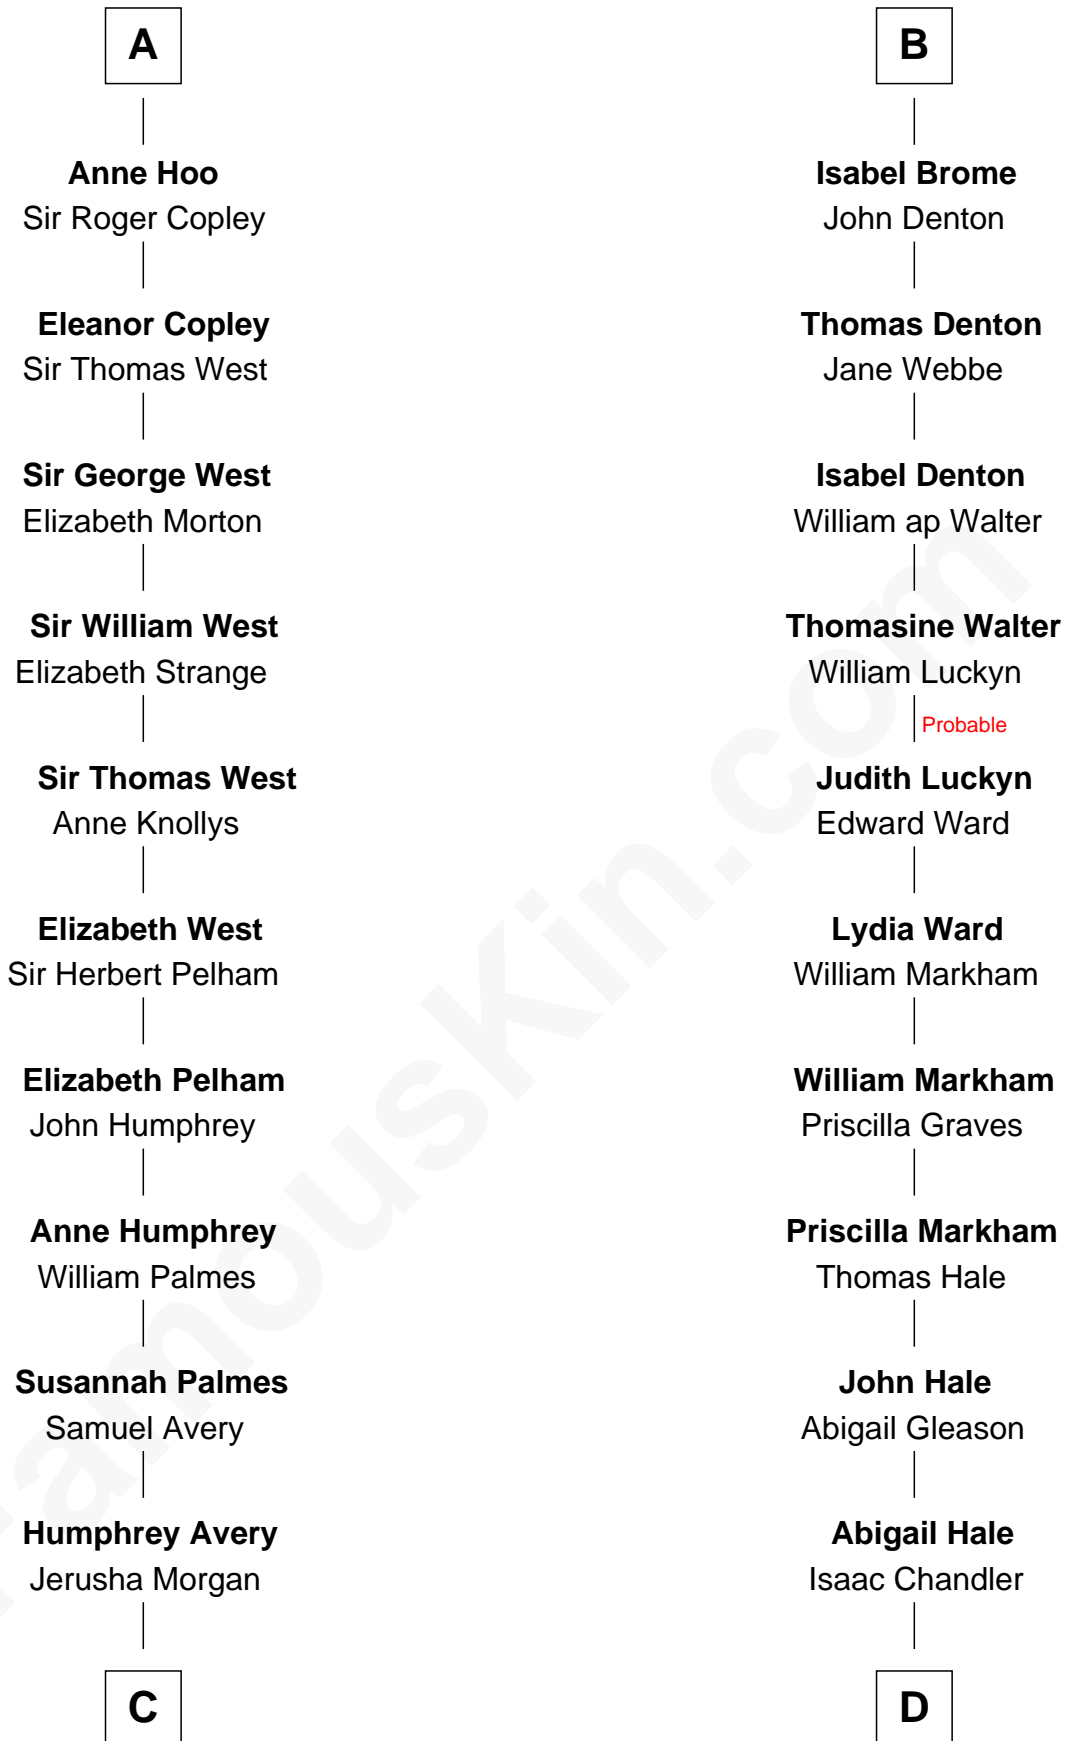 A
Anne Hoo
Sir Roger Copley
Eleanor Copley
Sir Thomas West
Sir George West
Elizabeth Morton
Sir William West
Elizabeth Strange
Sir Thomas West
Anne Knollys
Elizabeth West
Sir Herbert Pelham
Elizabeth Pelham
John Humphrey
Anne Humphrey
William Palmes
Susannah Palmes
Samuel Avery
Humphrey Avery
Jerusha Morgan
C
B
Isabel Brome
John Denton
Thomas Denton
Jane Webbe
Isabel Denton
William ap Walter
Thomasine Walter
William Luckyn
Probable
Judith Luckyn
Edward Ward
Lydia Ward
William Markham
William Markham
Priscilla Graves
Priscilla Markham
Thomas Hale
John Hale
Abigail Gleason
Abigail Hale
Isaac Chandler
D
FamousKin.com